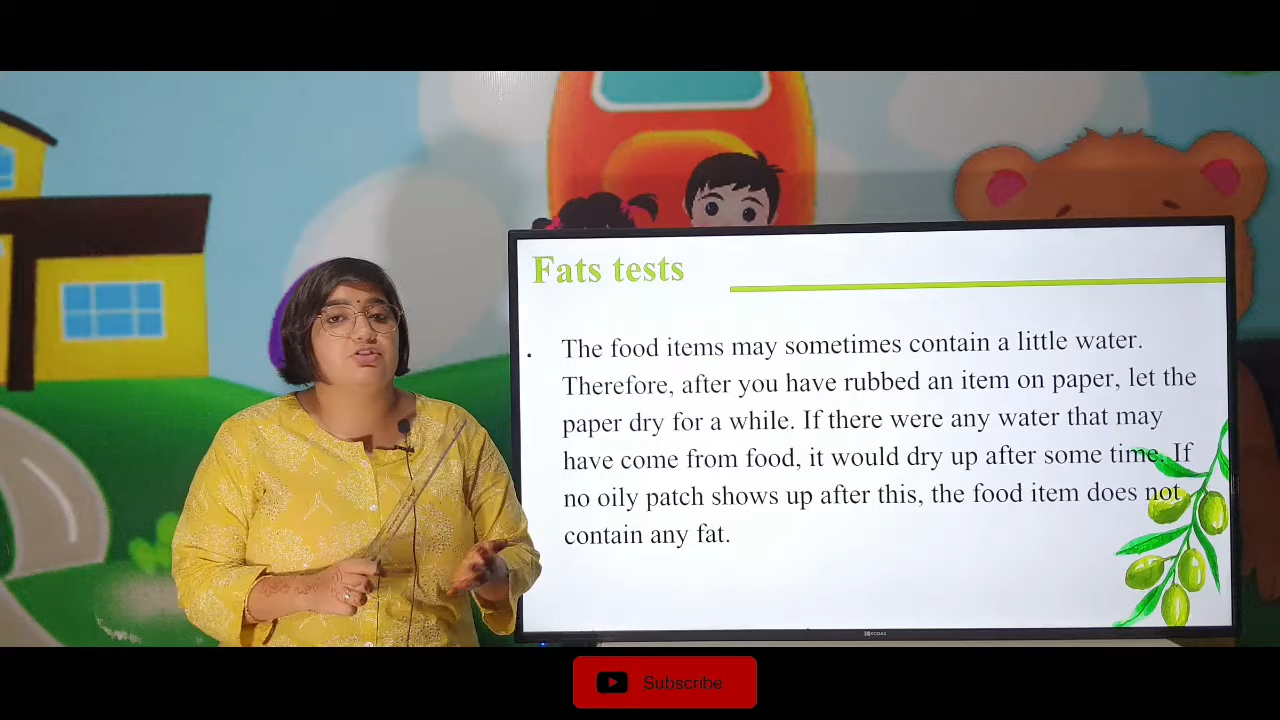 Fats tests
. The food items may sometimes contain a little water.
Therefore, after you have rubbed an item on paper, let the
paper dry for a while. If there were any water that may
have come from food, it would dry up after some time. If
no oily patch shows up after this, the food item does not
contain any fat.
KODAK
Subscribe